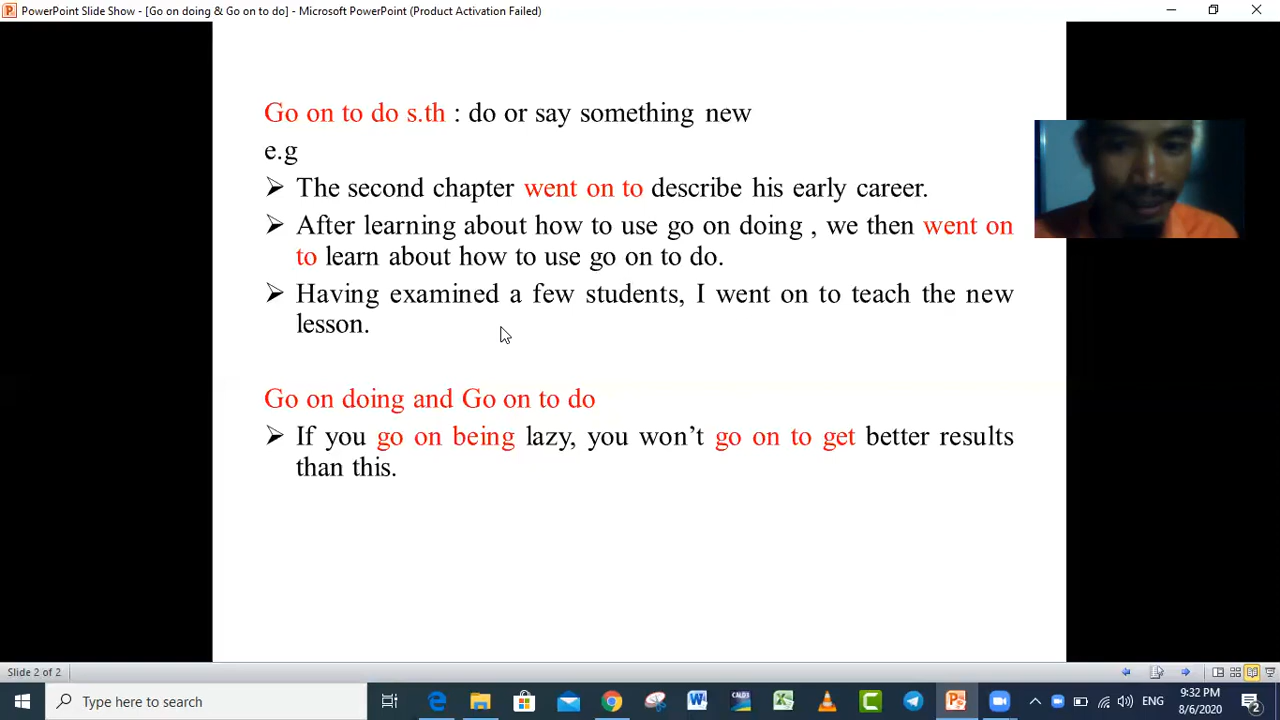 PowerPoint Slide Show - [Go on doing & Go on to do] - Microsoft PowerPoint (Product Activation Failed)
Go on to do s.th : do or say something new
e.g
➢ The second chapter went on to describe his early career.
➢ After learning about how to use go on doing , we then went on
to learn about how to use go on to do.
➢ Having examined a few students, I went on to teach the new
lesson.
Go on doing and Go on to do
➢ If you go on being lazy, you won’t go on to get better results
than this.
Slide 2 of 2
Type here to search
CALD3
ENG
9:32 PM
8/6/2020
2